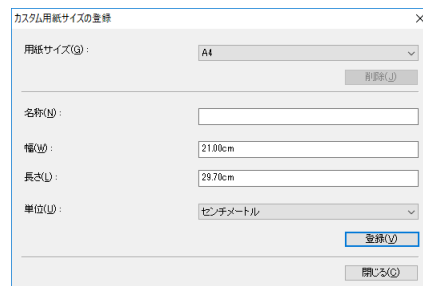 カスタム用紙サイズの登録
用紙サイズ(G):
A4
削除(J)
名称(N):
幅(W):
21.00cm
長さ(L):
29.70cm
単位(U):
センチメートル
登録(V)
閉じる(C)